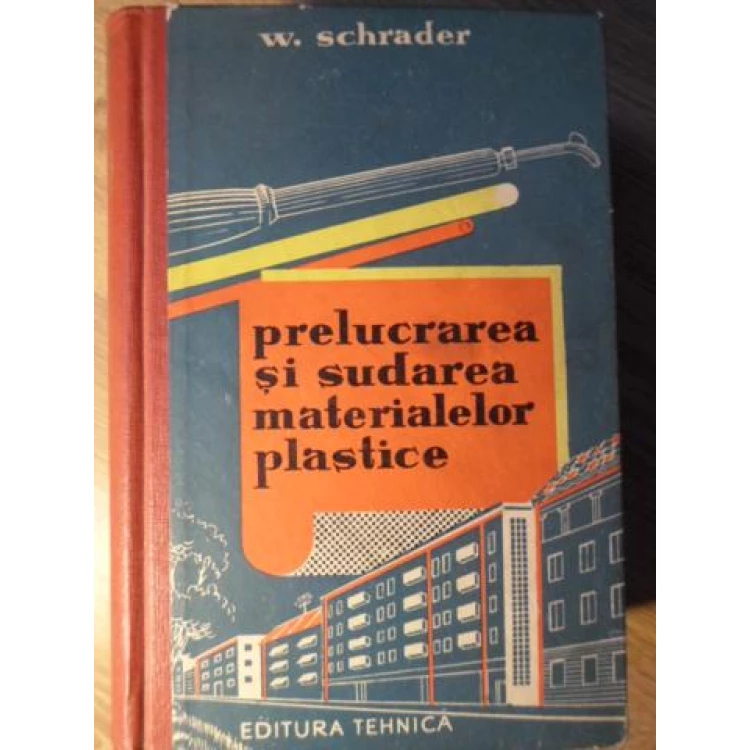 w. schrader
prelucrarea
și sudarea
materialelor
plastice
EDITURA TEHNICĂ